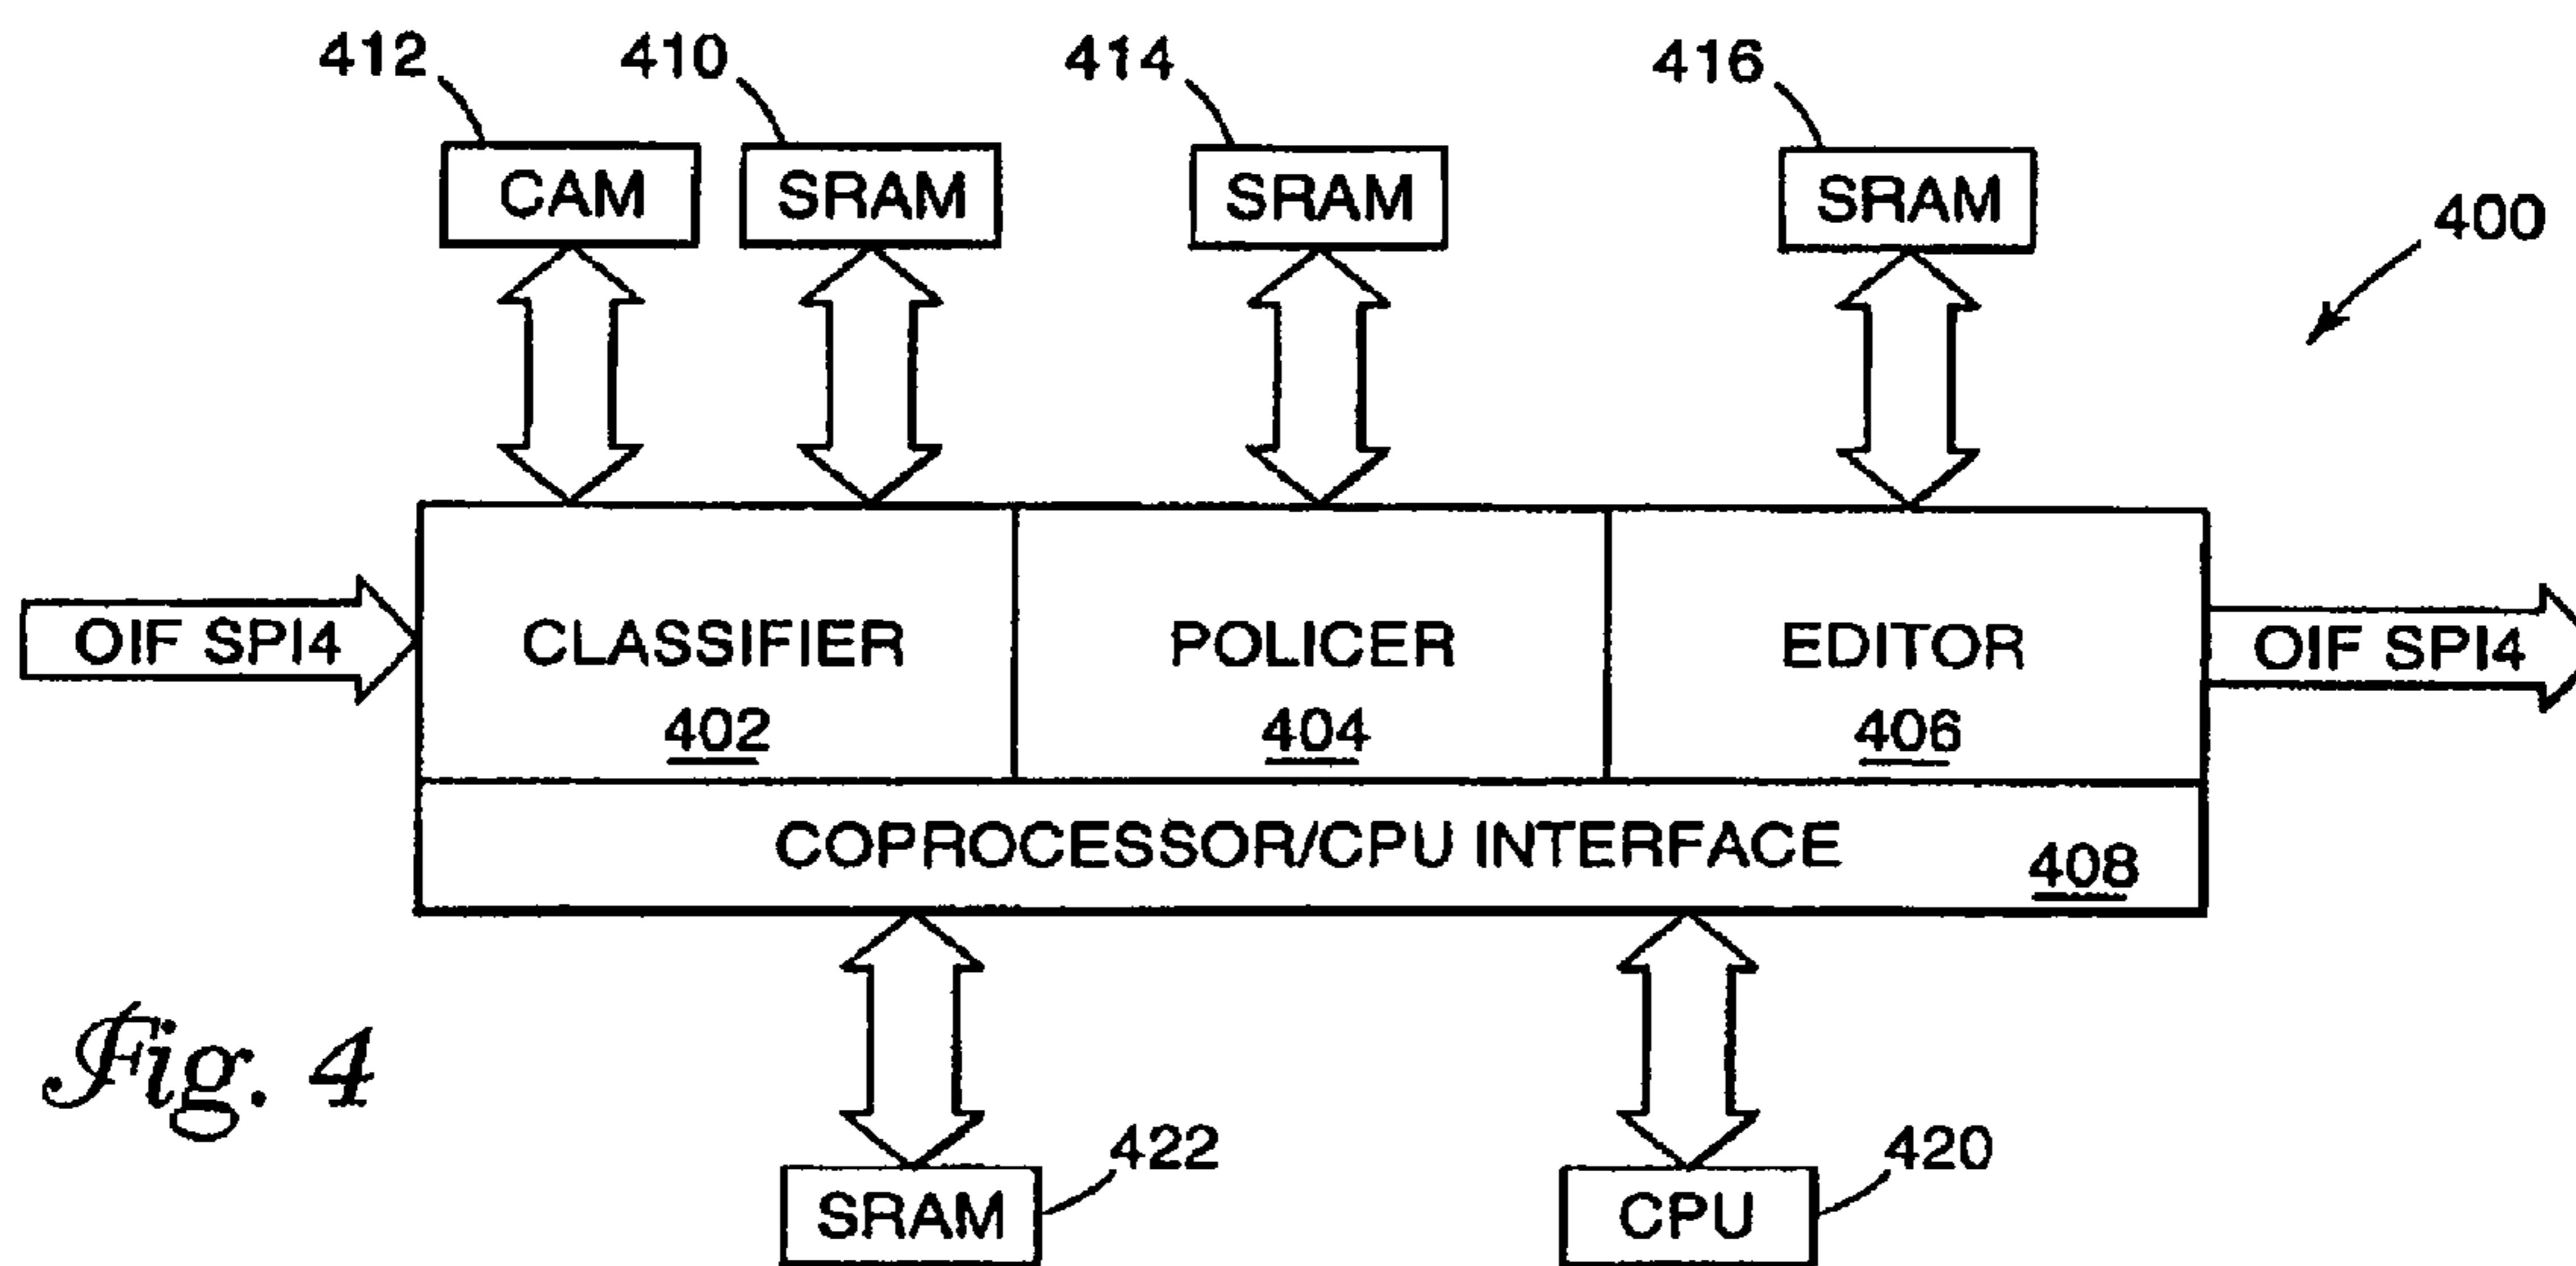 412 410 414 416
CAM SRAM SRAM SRAM
400
OIF SPI4 CLASSIFIER POLICER EDITOR OIF SPI4
402 404 406
COPROCESSOR/CPU INTERFACE
408
Fig. 4
422 420
SRAM CPU